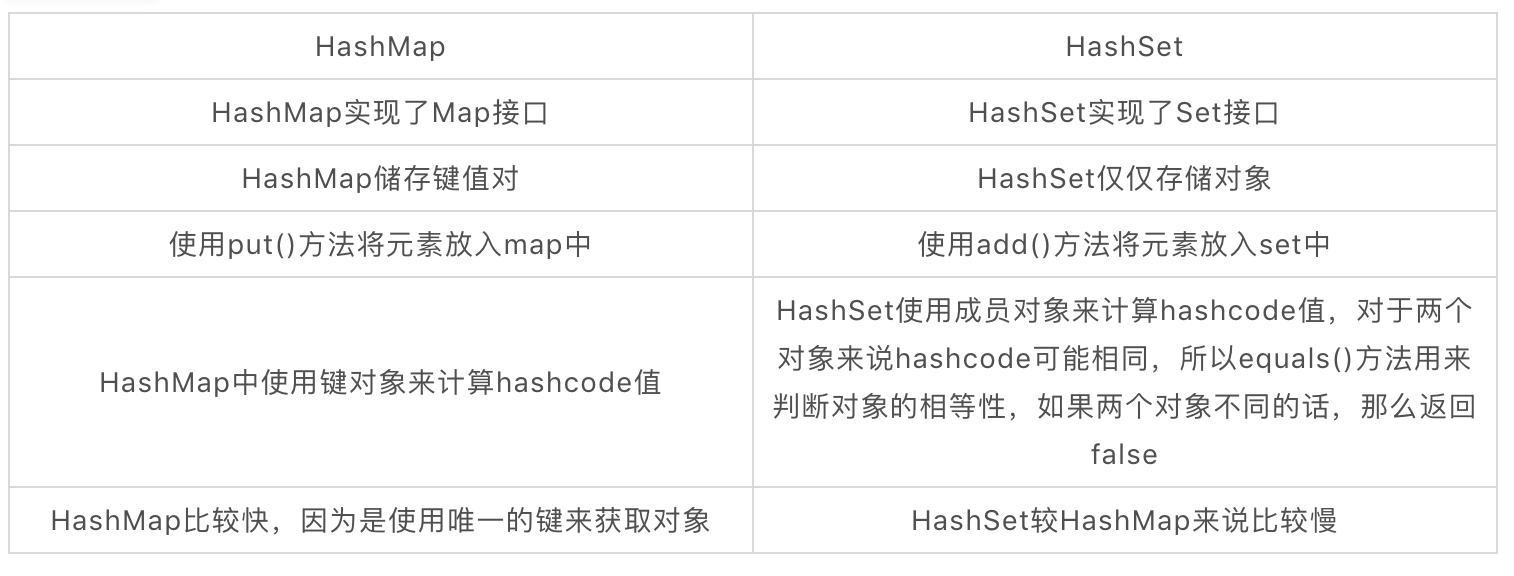 HashMap
HashSet
HashMap实现了Map接口
HashSet实现了Set接口
HashMap储存键值对
HashSet仅仅存储对象
使用put()方法将元素放入map中
使用add()方法将元素放入set中
HashMap中使用键对象来计算hashcode值
HashSet使用成员对象来计算hashcode值，对于两个
对象来说hashcode可能相同，所以equals()方法用来
判断对象的相等性，如果两个对象不同的话，那么返回
false
HashMap比较快，因为是使用唯一的键来获取对象
HashSet较HashMap来说比较慢